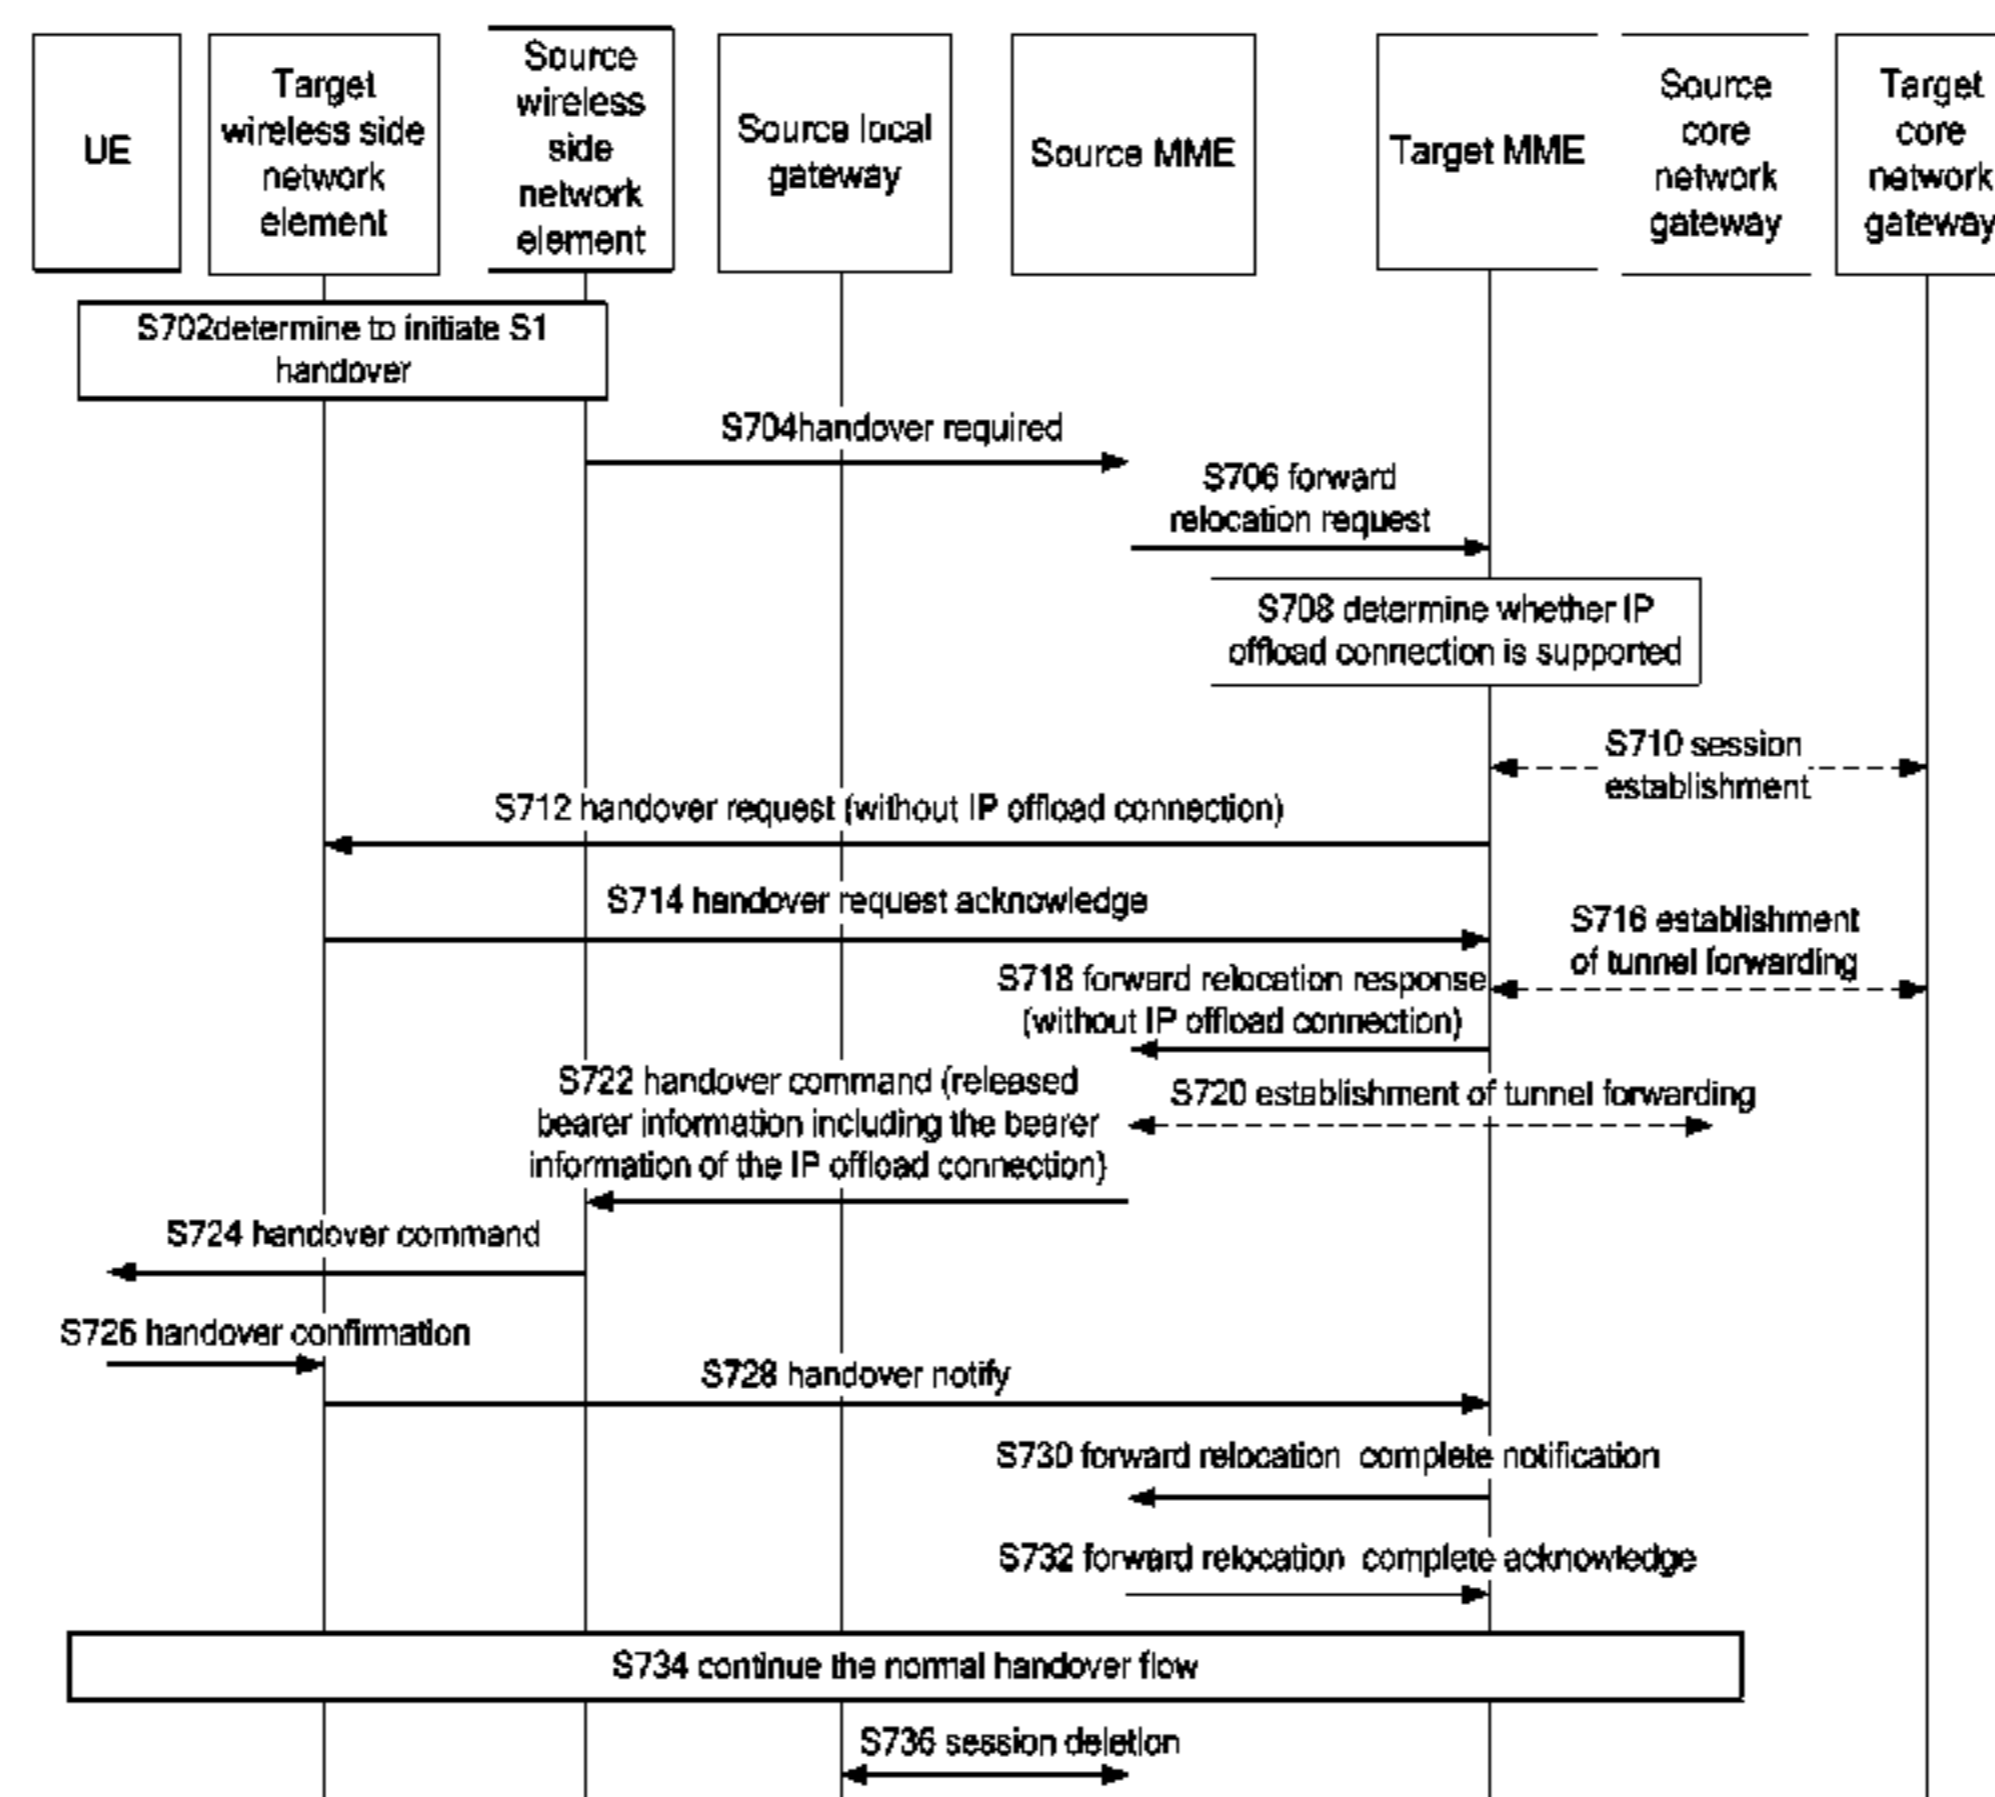 UE
Target
wireless side
network
element
Source
wireless
side
network
element
Source local
gateway
Source MME
Target MME
Source
core
network
gateway
Target
core
network
gateway
S702determine to initiate S1
handover
S704handover required
S706 forward
relocation request
S708 determine whether IP
offload connection is supported
S710 session
establishment
S712 handover request (without IP offload connection)
S714 handover request acknowledge
S716 establishment
of tunnel forwarding
S718 forward relocation response
(without IP offload connection)
S720 establishment of tunnel forwarding
S722 handover command (released
bearer information including the bearer
information of the IP offload connection)
S724 handover command
S726 handover confirmation
S728 handover notify
S730 forward relocation complete notification
S732 forward relocation complete acknowledge
S734 continue the normal handover flow
S736 session deletion